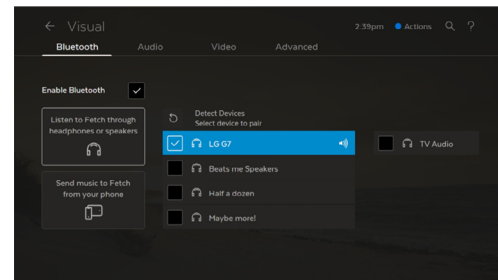 Visual
2:39pm Actions ?
Bluetooth Audio Video Advanced
Enable Bluetooth
Listen to Fetch through
headphones or speakers
Send music to Fetch
from your phone
Detect Devices
Select device to pair
LG G7
Beats me Speakers
Half a dozen
Maybe more!
TV Audio